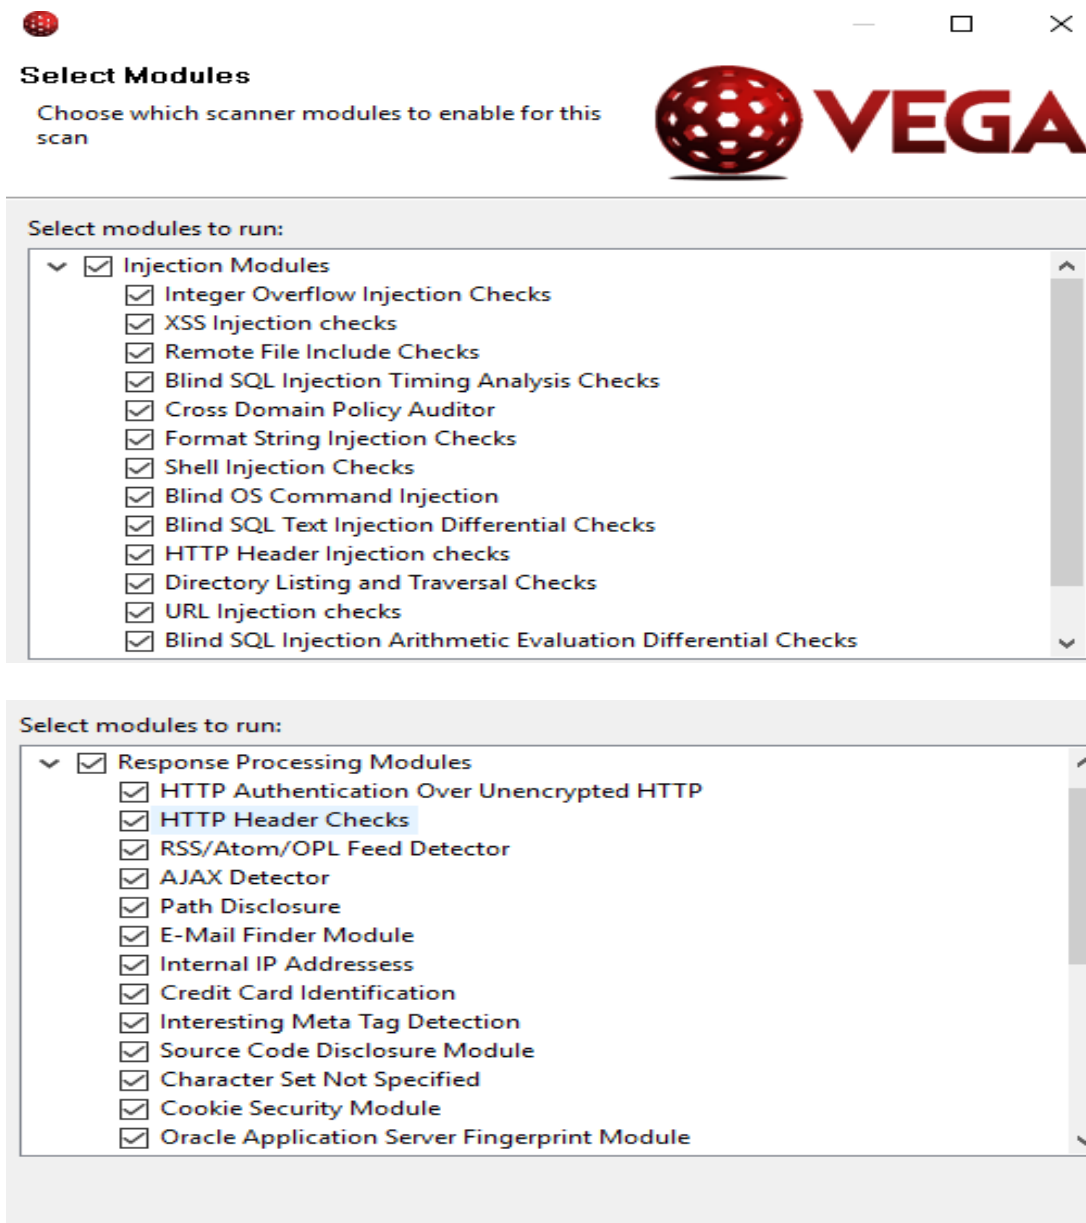 Select Modules
Choose which scanner modules to enable for this
scan
VEGA
Select modules to run:
Injection Modules
Integer Overflow Injection Checks
XSS Injection checks
Remote File Include Checks
Blind SQL Injection Timing Analysis Checks
Cross Domain Policy Auditor
Format String Injection Checks
Shell Injection Checks
Blind OS Command Injection
Blind SQL Text Injection Differential Checks
HTTP Header Injection checks
Directory Listing and Traversal Checks
URL Injection checks
Blind SQL Injection Arithmetic Evaluation Differential Checks
Select modules to run:
Response Processing Modules
HTTP Authentication Over Unencrypted HTTP
HTTP Header Checks
RSS/Atom/OPL Feed Detector
AJAX Detector
Path Disclosure
E-Mail Finder Module
Internal IP Addressess
Credit Card Identification
Interesting Meta Tag Detection
Source Code Disclosure Module
Character Set Not Specified
Cookie Security Module
Oracle Application Server Fingerprint Module